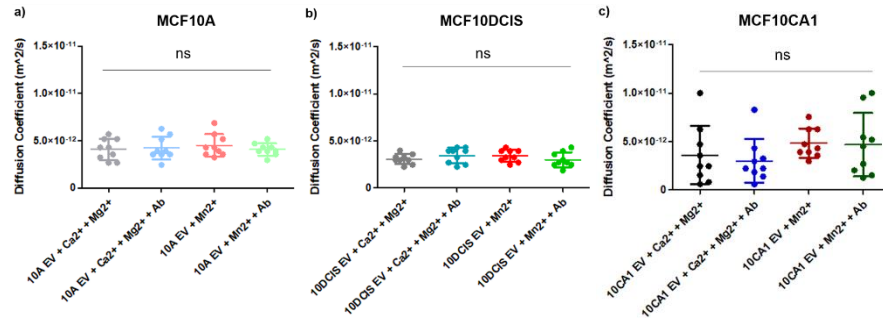 a)
MCF10A
Diffusion Coefficient (m^2/s)
1.5×10⁻¹¹
1.0×10⁻¹¹
5.0×10⁻¹²
0
ns
10A EV + Ca2+ + Mg2+
10A EV + Ca2+ + Mg2+ + Ab
10A EV + Mn2+
10A EV + Mn2+ + Ab
b)
MCF10DCIS
Diffusion Coefficient (m^2/s)
1.5×10⁻¹¹
1.0×10⁻¹¹
5.0×10⁻¹²
0
ns
10DCIS EV + Ca2+ + Mg2+
10DCIS EV + Ca2+ + Mg2+ + Ab
10DCIS EV + Mn2+
10DCIS EV + Mn2+ + Ab
c)
MCF10CA1
Diffusion Coefficient (m^2/s)
1.5×10⁻¹¹
1.0×10⁻¹¹
5.0×10⁻¹²
0
ns
10CA1 EV + Ca2+ + Mg2+
10CA1 EV + Ca2+ + Mg2+ + Ab
10CA1 EV + Mn2+
10CA1 EV + Mn2+ + Ab